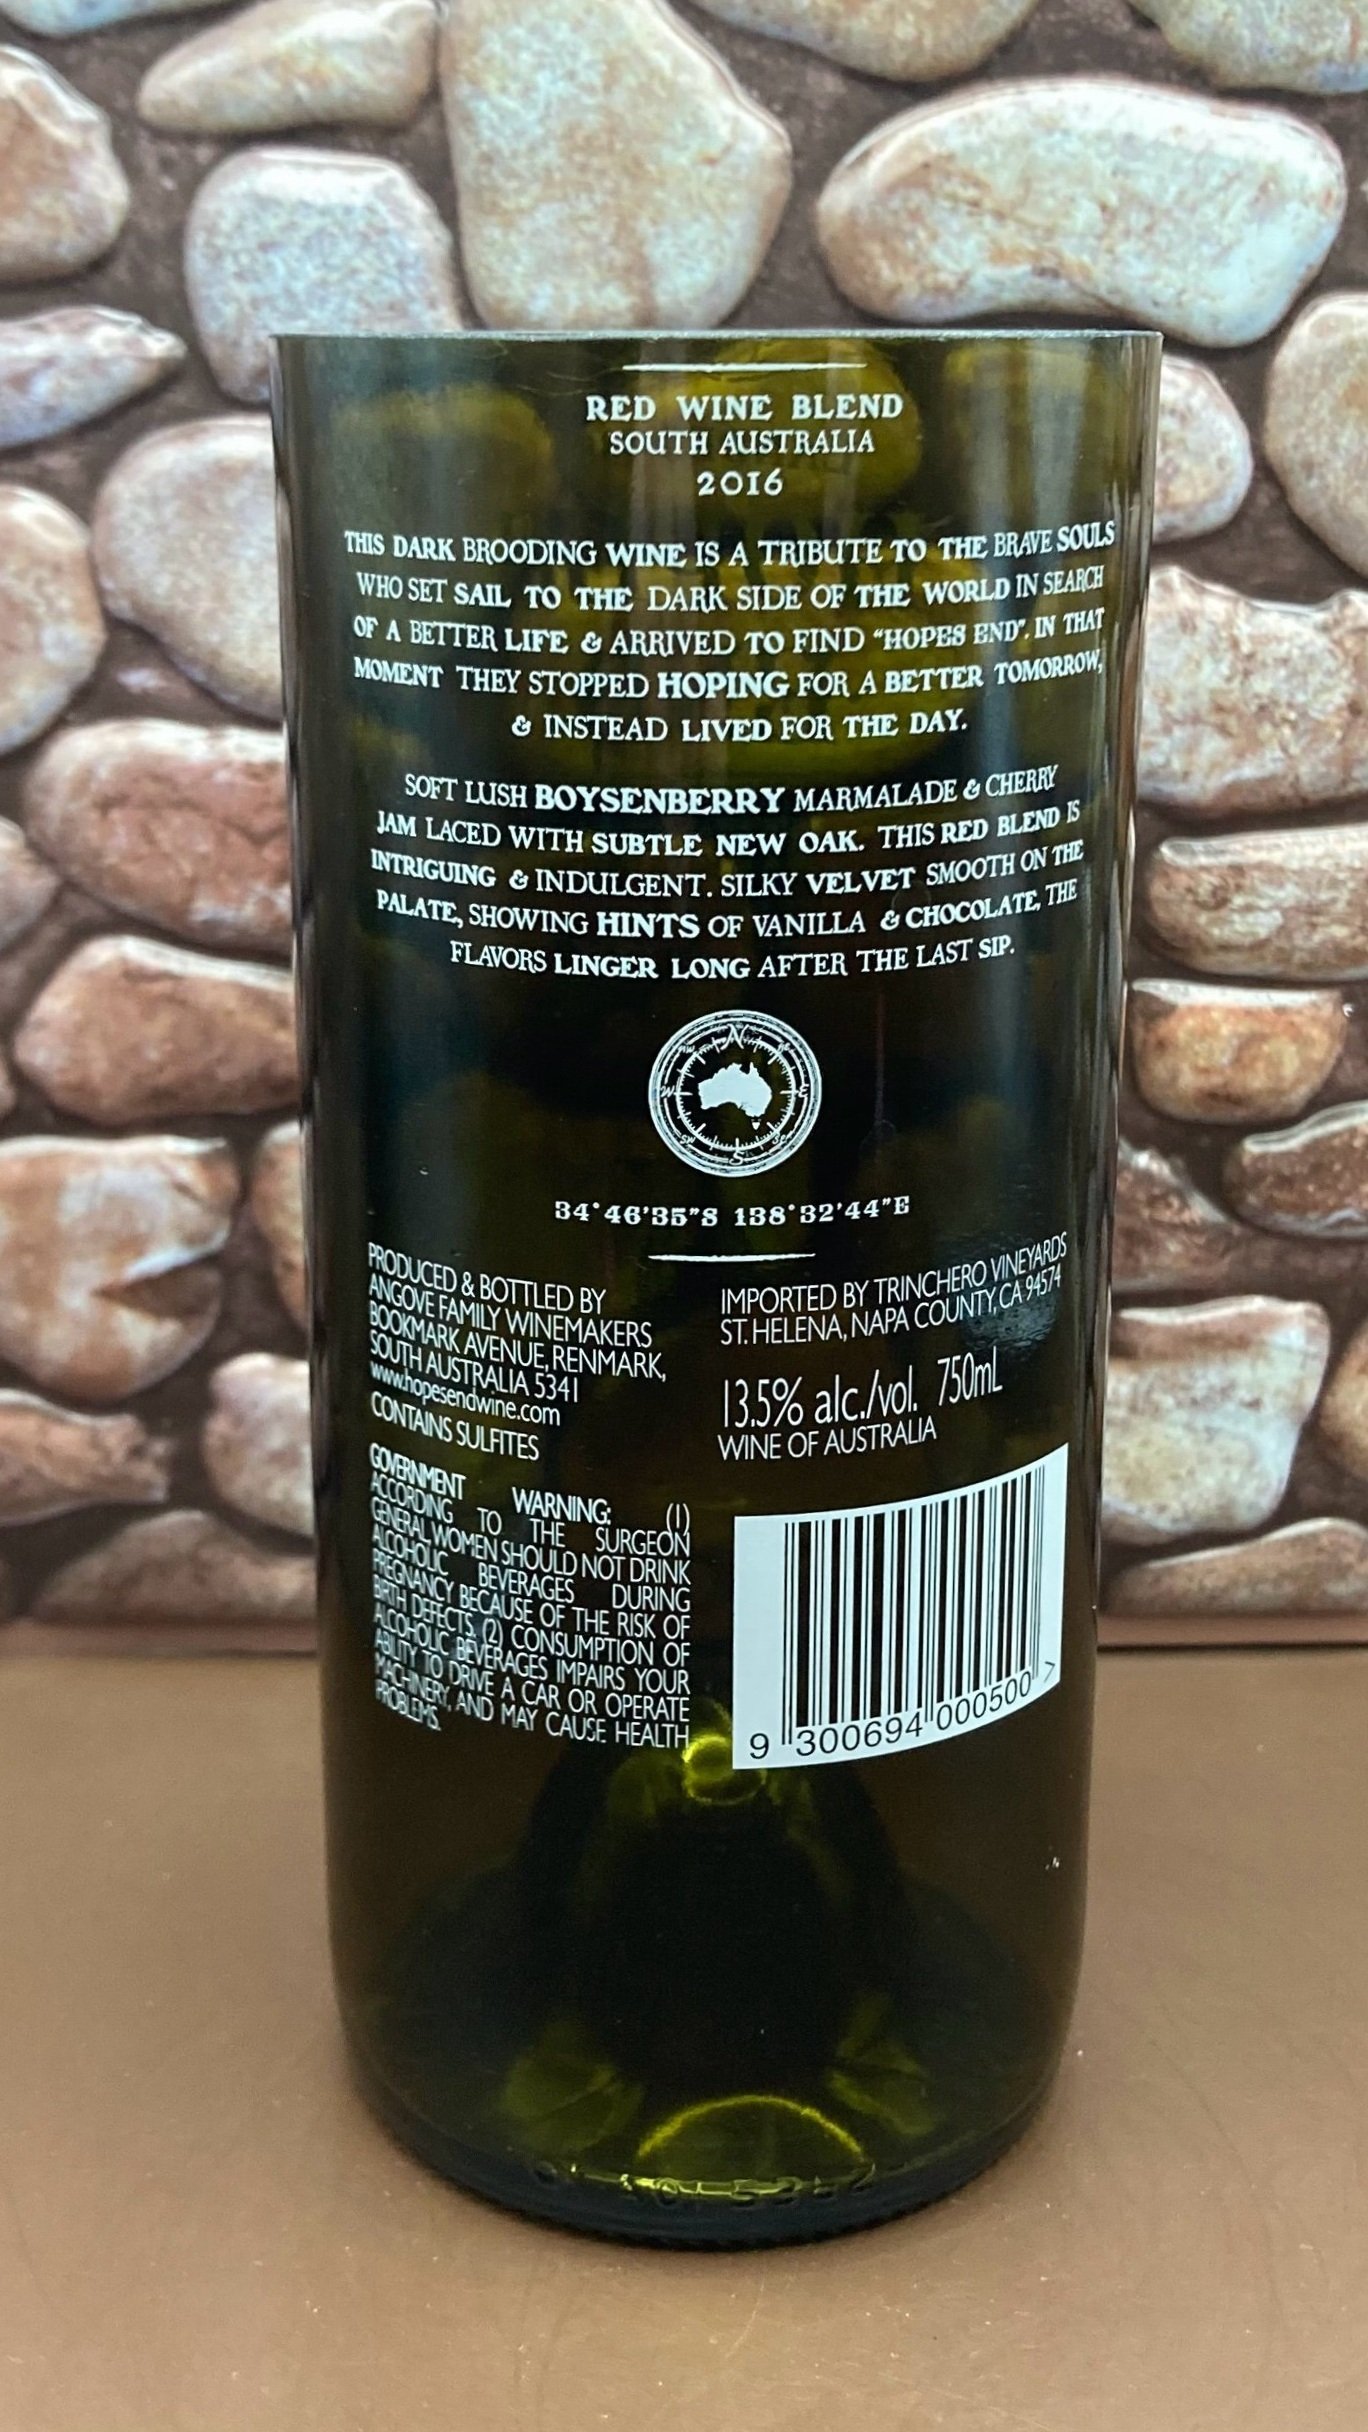 RED WINE BLEND
SOUTH AUSTRALIA
2016
THIS DARK BROODING WINE IS A TRIBUTE TO THE BRAVE SOULS
WHO SET SAIL TO THE DARK SIDE OF THE WORLD IN SEARCH
OF A BETTER LIFE & ARRIVED TO FIND "HOPES END". IN THAT
MOMENT THEY STOPPED HOPING FOR A BETTER TOMORROW,
& INSTEAD LIVED FOR THE DAY.
SOFT LUSH BOYSENBERRY MARMALADE & CHERRY
JAM LACED WITH SUBTLE NEW OAK. THIS RED BLEND IS
INTRIGUING & INDULGENT. SILKY VELVET SMOOTH ON THE
PALATE, SHOWING HINTS OF VANILLA & CHOCOLATE, THE
FLAVORS LINGER LONG AFTER THE LAST SIP.
N
NW NE
W E
SW SE
S
34°46'35"S 138°32'44"E
PRODUCED & BOTTLED BY
ANGOVE FAMILY WINEMAKERS
BOOKMARK AVENUE, RENMARK,
SOUTH AUSTRALIA 5341
www.hopesendwine.com
CONTAINS SULFITES
GOVERNMENT WARNING: (1)
ACCORDING TO THE SURGEON
GENERAL WOMEN SHOULD NOT DRINK
ALCOHOLIC BEVERAGES DURING
PREGNANCY BECAUSE OF THE RISK OF
BIRTH DEFECTS. (2) CONSUMPTION OF
ALCOHOLIC BEVERAGES IMPAIRS YOUR
ABILITY TO DRIVE A CAR OR OPERATE
MACHINERY, AND MAY CAUSE HEALTH
PROBLEMS.
IMPORTED BY TRINCHERO VINEYARDS
ST. HELENA, NAPA COUNTY, CA 94574
13.5% alc./vol. 750mL
WINE OF AUSTRALIA
9 300694 000500 >